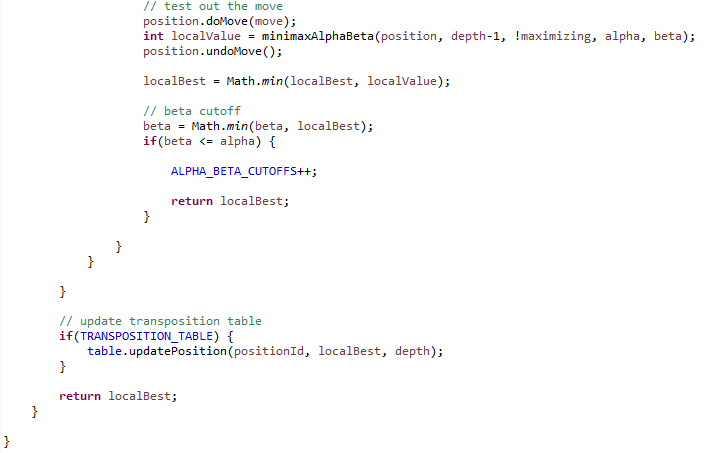 // test out the move
position.doMove(move);
int localValue = minimaxAlphaBeta(position, depth-1, !maximizing, alpha, beta);
position.undoMove();
localBest = Math.min(localBest, localValue);
// beta cutoff
beta = Math.min(beta, localBest);
if(beta <= alpha) {
ALPHA_BETA_CUTOFFS++;
return localBest;
}
}
}
}
// update transposition table
if(TRANSPOSITION_TABLE) {
table.updatePosition(positionId, localBest, depth);
}
return localBest;
}
}